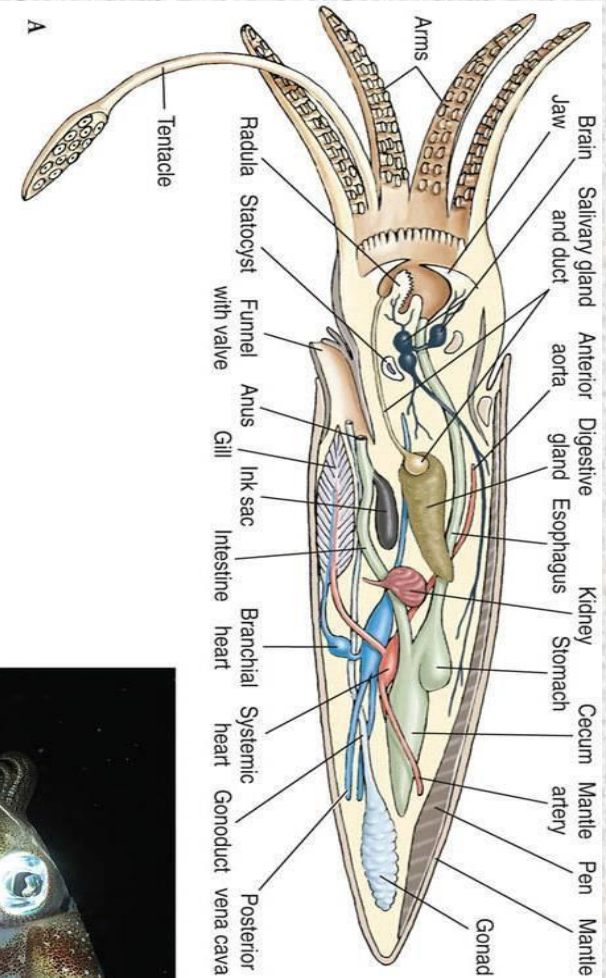 Arms
Brain
Jaw
Salivary gland
and duct
Anterior
aorta
Digestive
gland
Esophagus
Kidney
Stomach
Cecum
Mantle
artery
Pen
Mantle
Gonad
Radula
Statocyst
Funnel
with valve
Anus
Gill
Ink sac
Intestine
Branchial
heart
Systemic
heart
Gonoduct
Posterior
vena cava
Tentacle
A